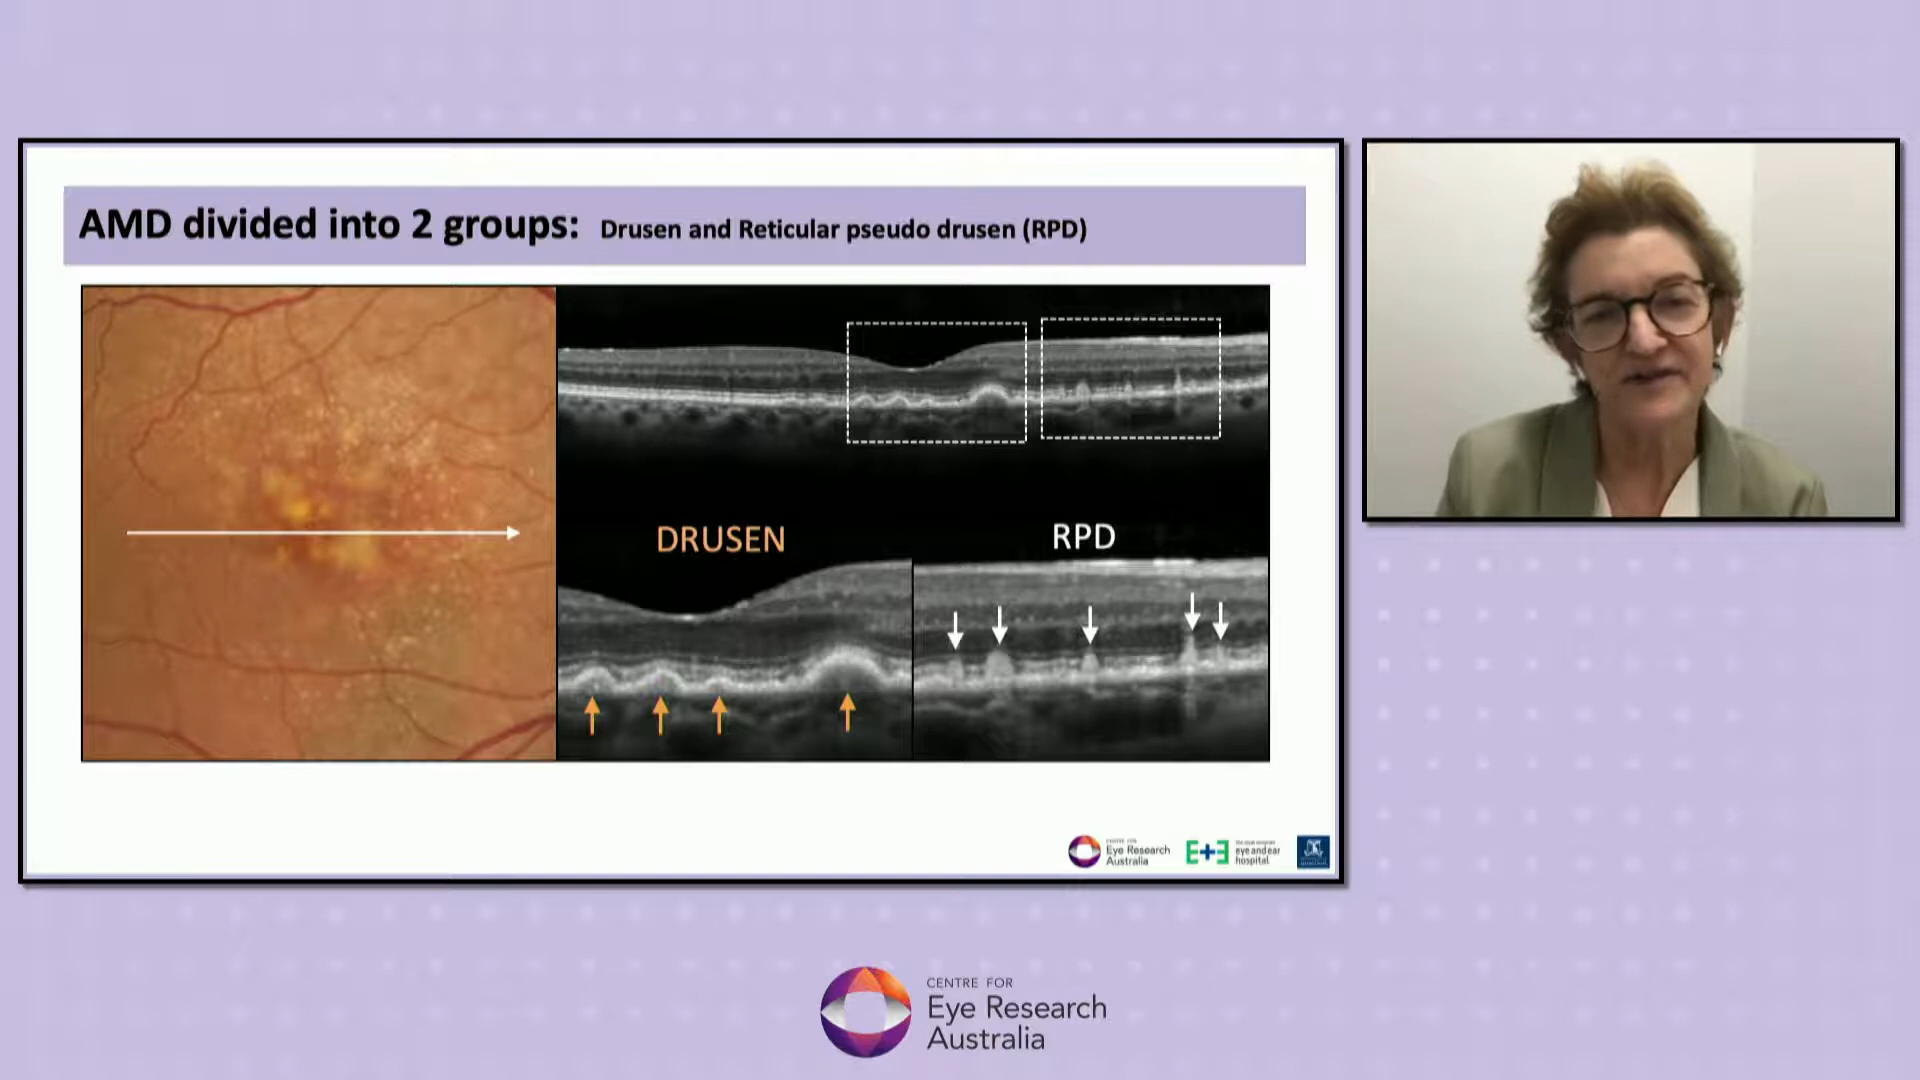 AMD divided into 2 groups: Drusen and Reticular pseudo drusen (RPD)
DRUSEN
RPD
CENTRE FOR
Eye Research
Australia
E+E
eye and ear
hospital
CENTRE FOR
Eye Research
Australia